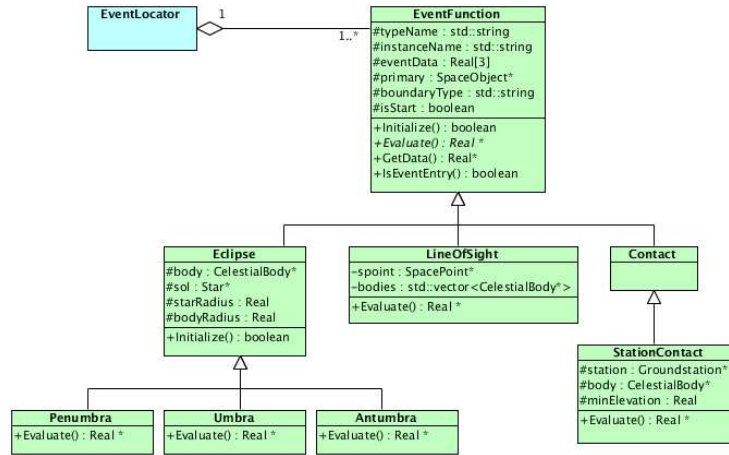 EventLocator
1
1..*
EventFunction
#typeName : std::string
#instanceName : std::string
#eventData : Real[3]
#primary : SpaceObject*
#boundaryType : std::string
#isStart : boolean
+Initialize() : boolean
+Evaluate() : Real *
+GetData() : Real*
+IsEventEntry() : boolean
Eclipse
#body : CelestialBody*
#sol : Star*
#starRadius : Real
#bodyRadius : Real
+Initialize() : boolean
LineOfSight
-spoint : SpacePoint*
-bodies : std::vector<CelestialBody*>
+Evaluate() : Real *
Contact
StationContact
#station : Groundstation*
#body : CelestialBody*
#minElevation : Real
+Evaluate() : Real *
Penumbra
+Evaluate() : Real *
Umbra
+Evaluate() : Real *
Antumbra
+Evaluate() : Real *